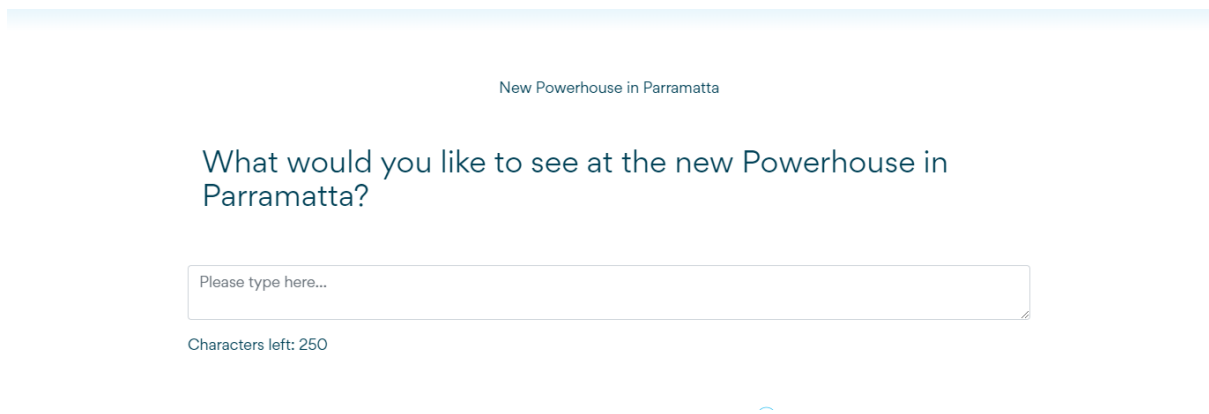 New Powerhouse in Parramatta
What would you like to see at the new Powerhouse in
Parramatta?
Please type here...
Characters left: 250